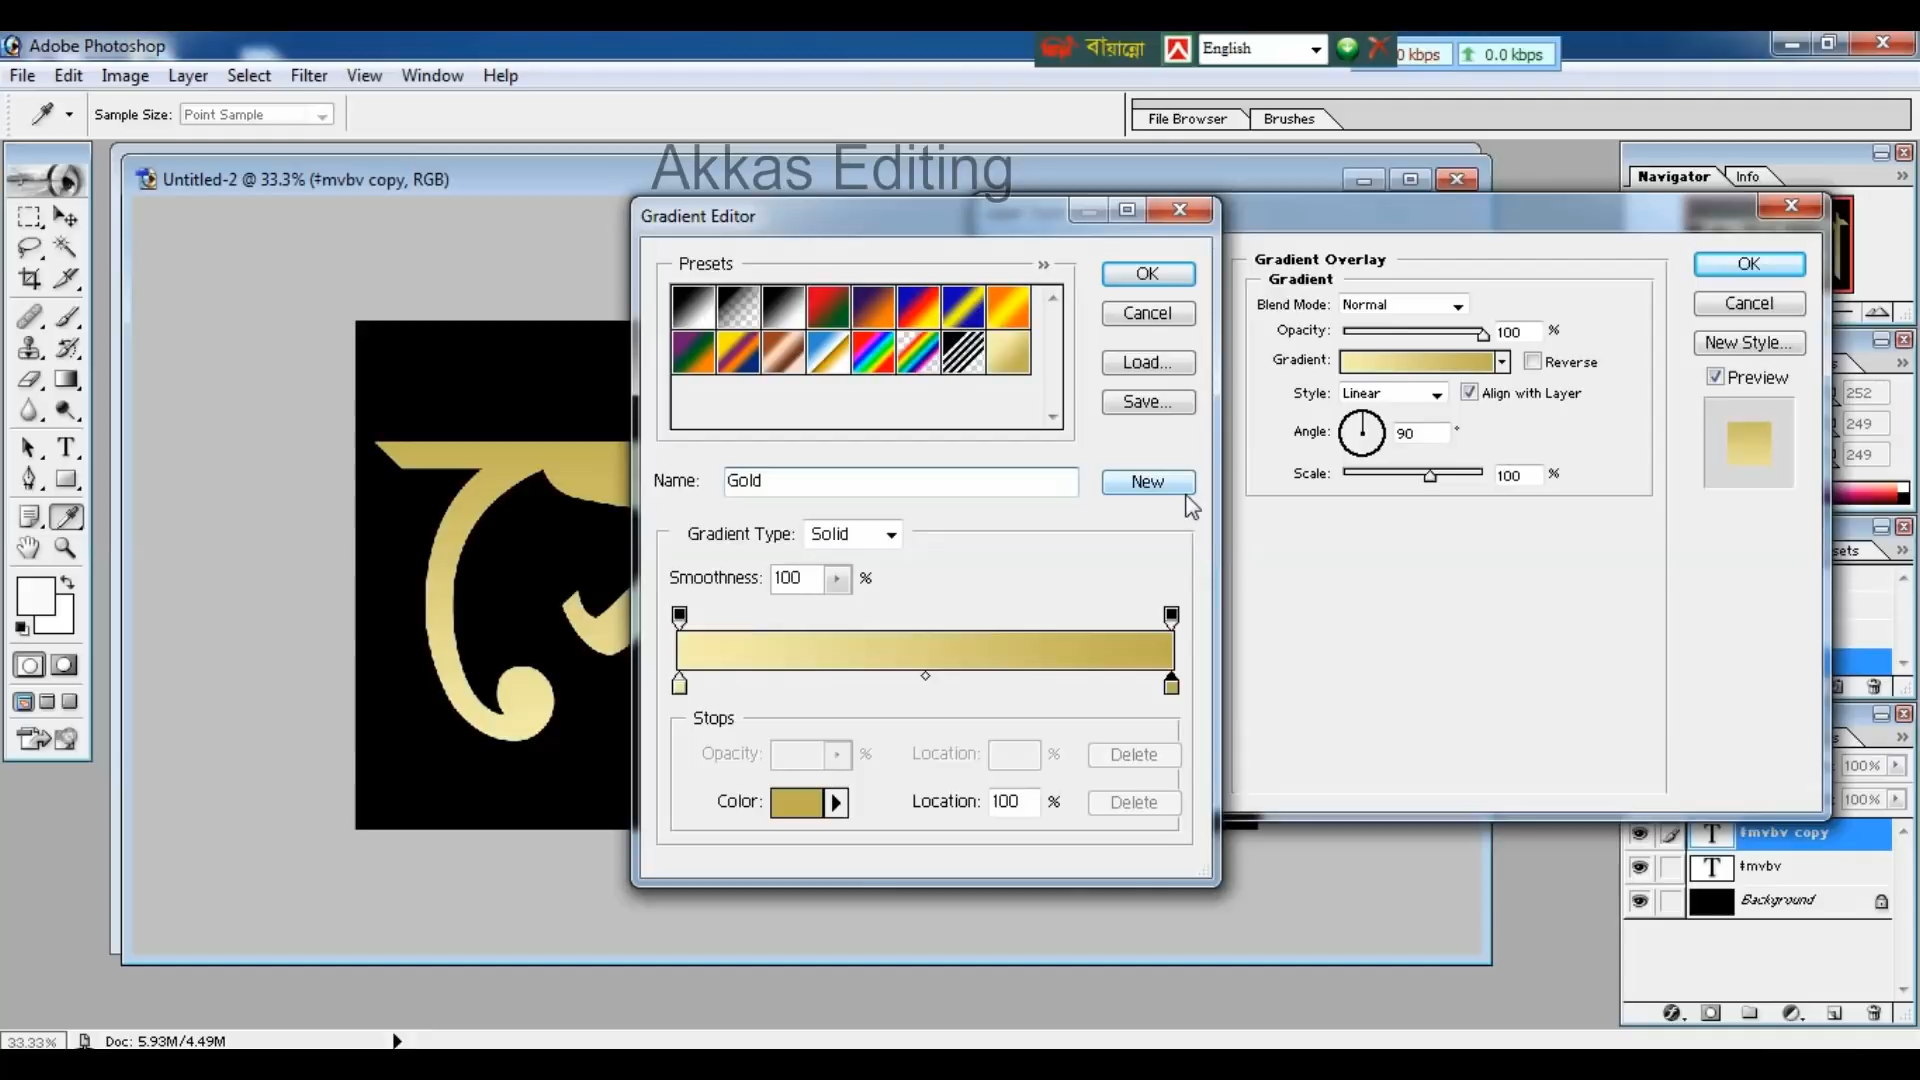 Adobe Photoshop
বায়ান্নো
English
0 kbps
0.0 kbps
File Edit Image Layer Select Filter View Window Help
Sample Size: Point Sample
File Browser
Brushes
Akkas Editing
Untitled-2 @ 33.3% (‡mvbv copy, RGB)
Navigator
Info
Gradient Editor
Presets
OK
Cancel
Load...
Save...
Name: Gold
New
Gradient Type: Solid
Smoothness: 100 %
Stops
Opacity: %
Location: %
Delete
Color:
Location: 100 %
Delete
Gradient Overlay
Gradient
Blend Mode: Normal
Opacity: 100 %
Gradient:
Reverse
Style: Linear
Align with Layer
Angle: 90 °
Scale: 100 %
OK
Cancel
New Style...
Preview
252
249
249
sets
100%
100%
T ‡mvbv copy
T ‡mvbv
Background
33.33%
Doc: 5.93M/4.49M